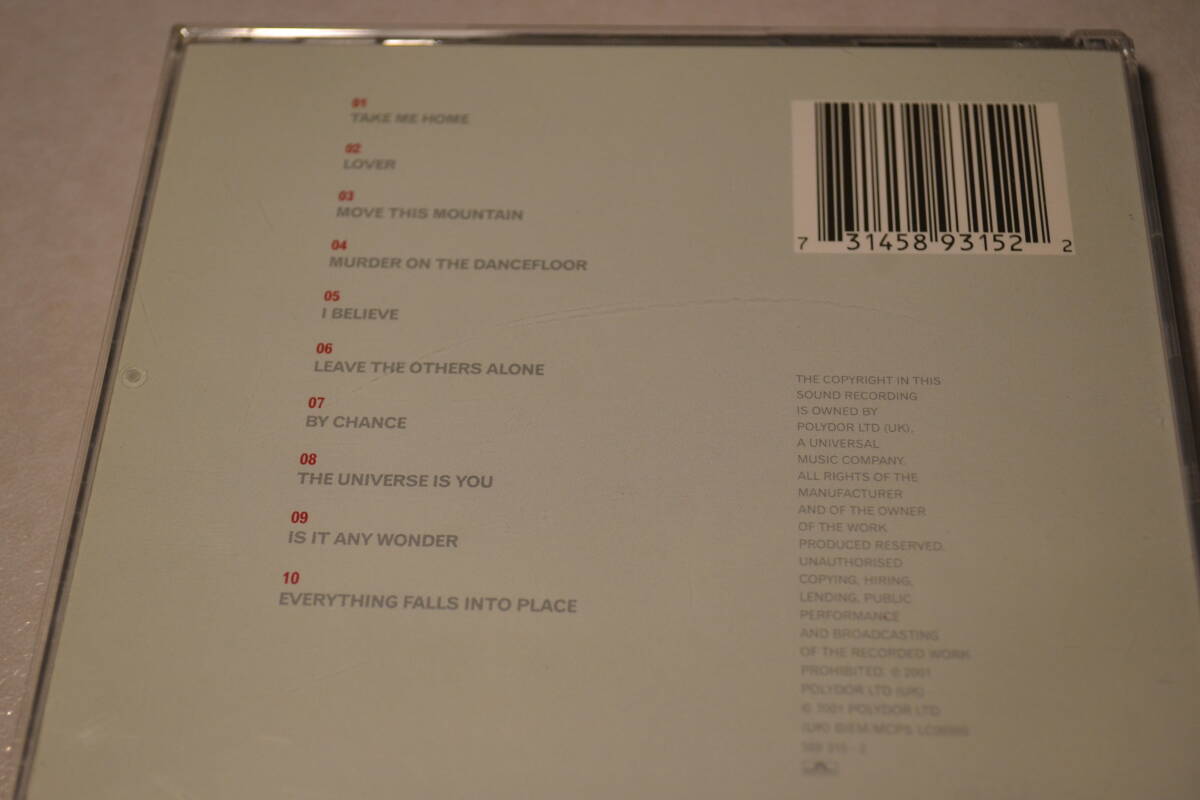 01
TAKE ME HOME
02
LOVER
03
MOVE THIS MOUNTAIN
04
MURDER ON THE DANCEFLOOR
05
I BELIEVE
06
LEAVE THE OTHERS ALONE
07
BY CHANCE
08
THE UNIVERSE IS YOU
09
IS IT ANY WONDER
10
EVERYTHING FALLS INTO PLACE
7 31458 93152 2
THE COPYRIGHT IN THIS
SOUND RECORDING
IS OWNED BY
POLYDOR LTD (UK),
A UNIVERSAL
MUSIC COMPANY.
ALL RIGHTS OF THE
MANUFACTURER
AND OF THE OWNER
OF THE WORK
PRODUCED RESERVED.
UNAUTHORISED
COPYING, HIRING,
LENDING, PUBLIC
PERFORMANCE
AND BROADCASTING
OF THE RECORDED WORK
PROHIBITED. ℗ 2001
POLYDOR LTD (UK)
© 2001 POLYDOR LTD
(UK) BIEM/MCPS